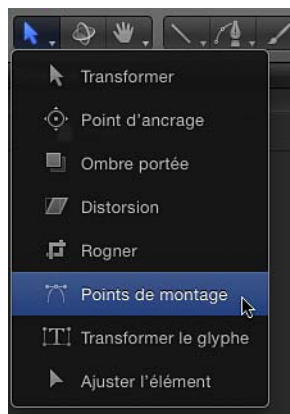 Transformer
Point d'ancrage
Ombre portée
Distorsion
Rogner
Points de montage
Transformer le glyphe
Ajuster l'élément